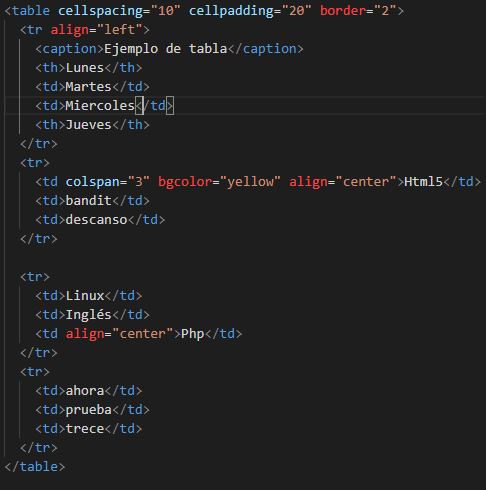 <table cellspacing="10" cellpadding="20" border="2">
<tr align="left">
<caption>Ejemplo de tabla</caption>
<th>Lunes</th>
<td>Martes</td>
<td>Miercoles</td>
<th>Jueves</th>
</tr>
<tr>
<td colspan="3" bgcolor="yellow" align="center">Html5</td>
<td>bandit</td>
<td>descanso</td>
</tr>
<tr>
<td>Linux</td>
<td>Inglés</td>
<td align="center">Php</td>
</tr>
<tr>
<td>ahora</td>
<td>prueba</td>
<td>trece</td>
</tr>
</table>